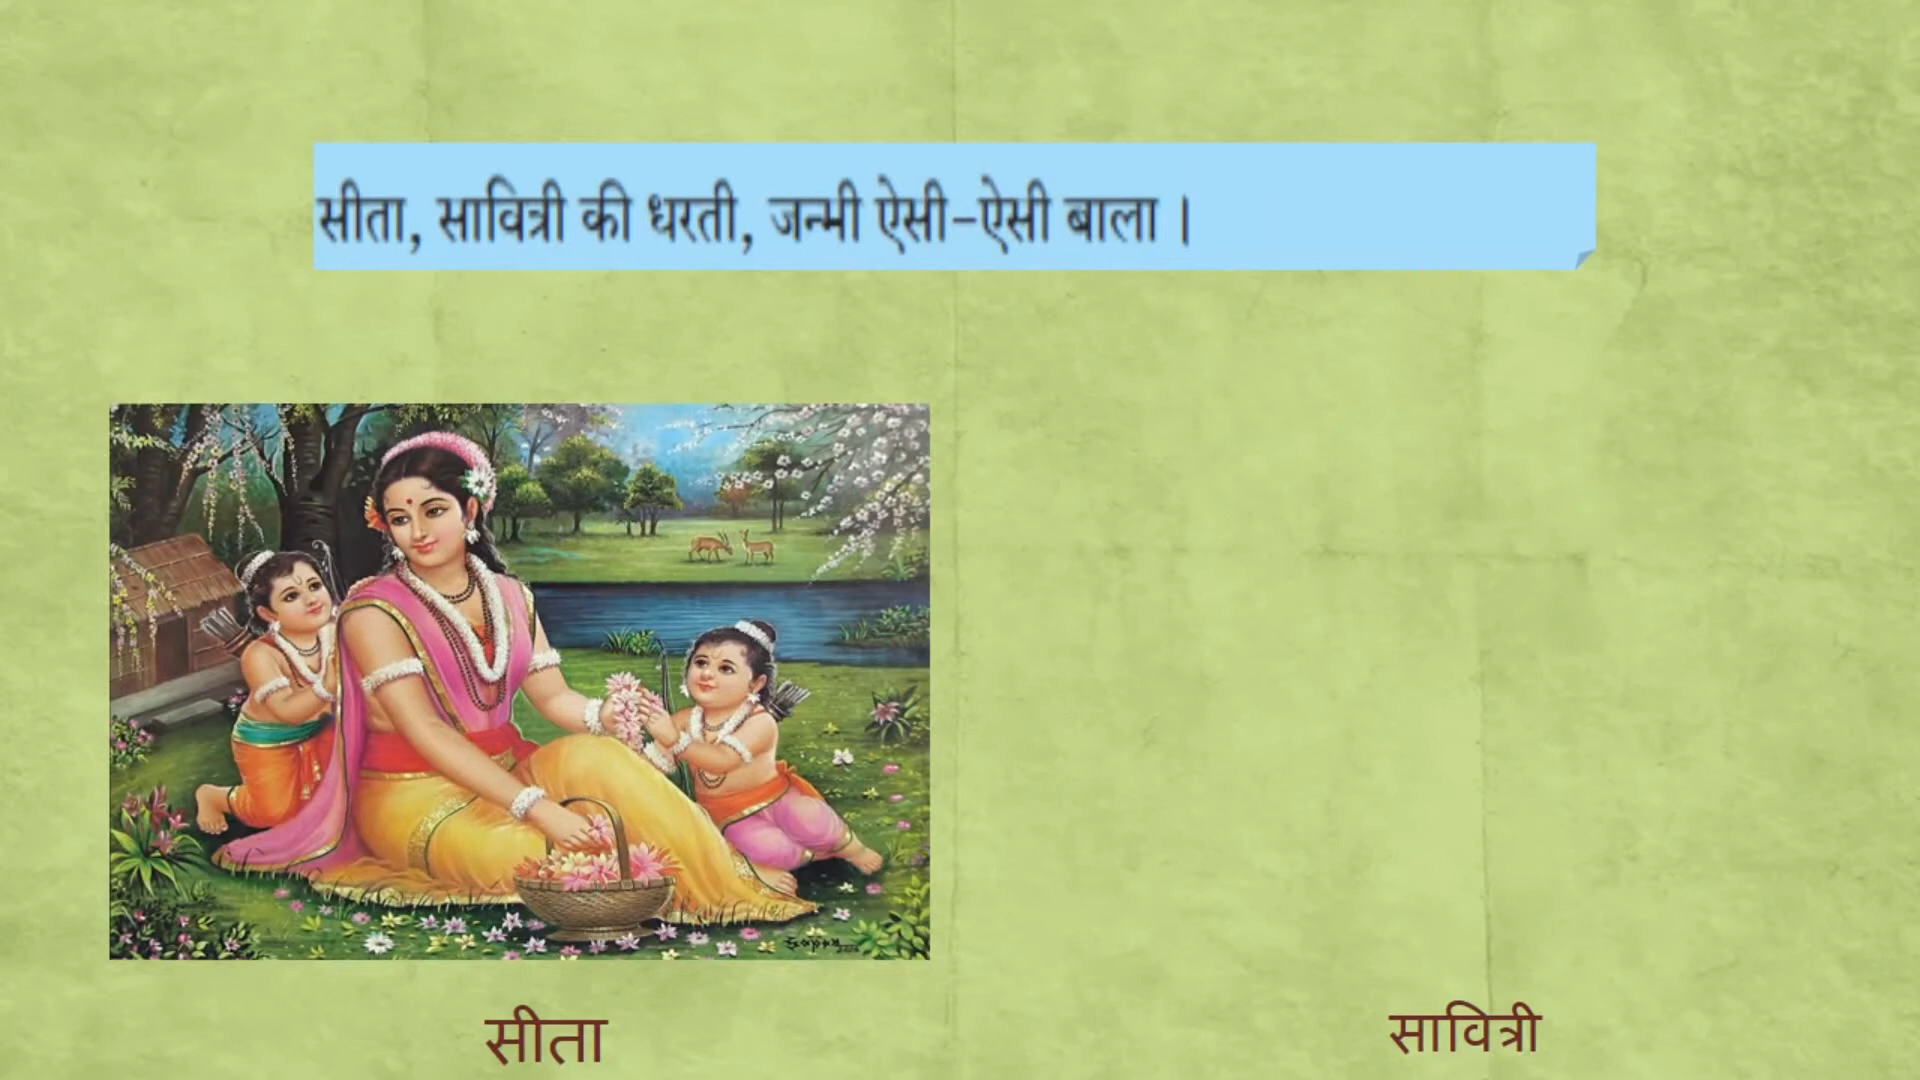 सीता, सावित्री की धरती, जन्मी ऐसी-ऐसी बाला ।
सीता
सावित्री